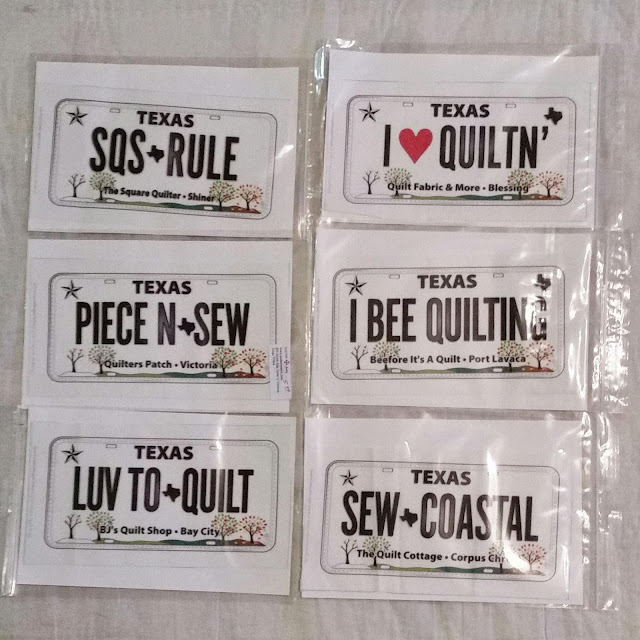 TEXAS
SQS RULE
The Square Quilter • Shiner
TEXAS
I ♥ QUILTN'
Quilt Fabric & More • Blessing
TEXAS
PIECE N SEW
Quilters Patch • Victoria
TEXAS
I BEE QUILTING
Beefore It's A Quilt • Port Lavaca
TEXAS
LUV TO QUILT
BJ's Quilt Shop • Bay City
TEXAS
SEW COASTAL
The Quilt Cottage • Corpus